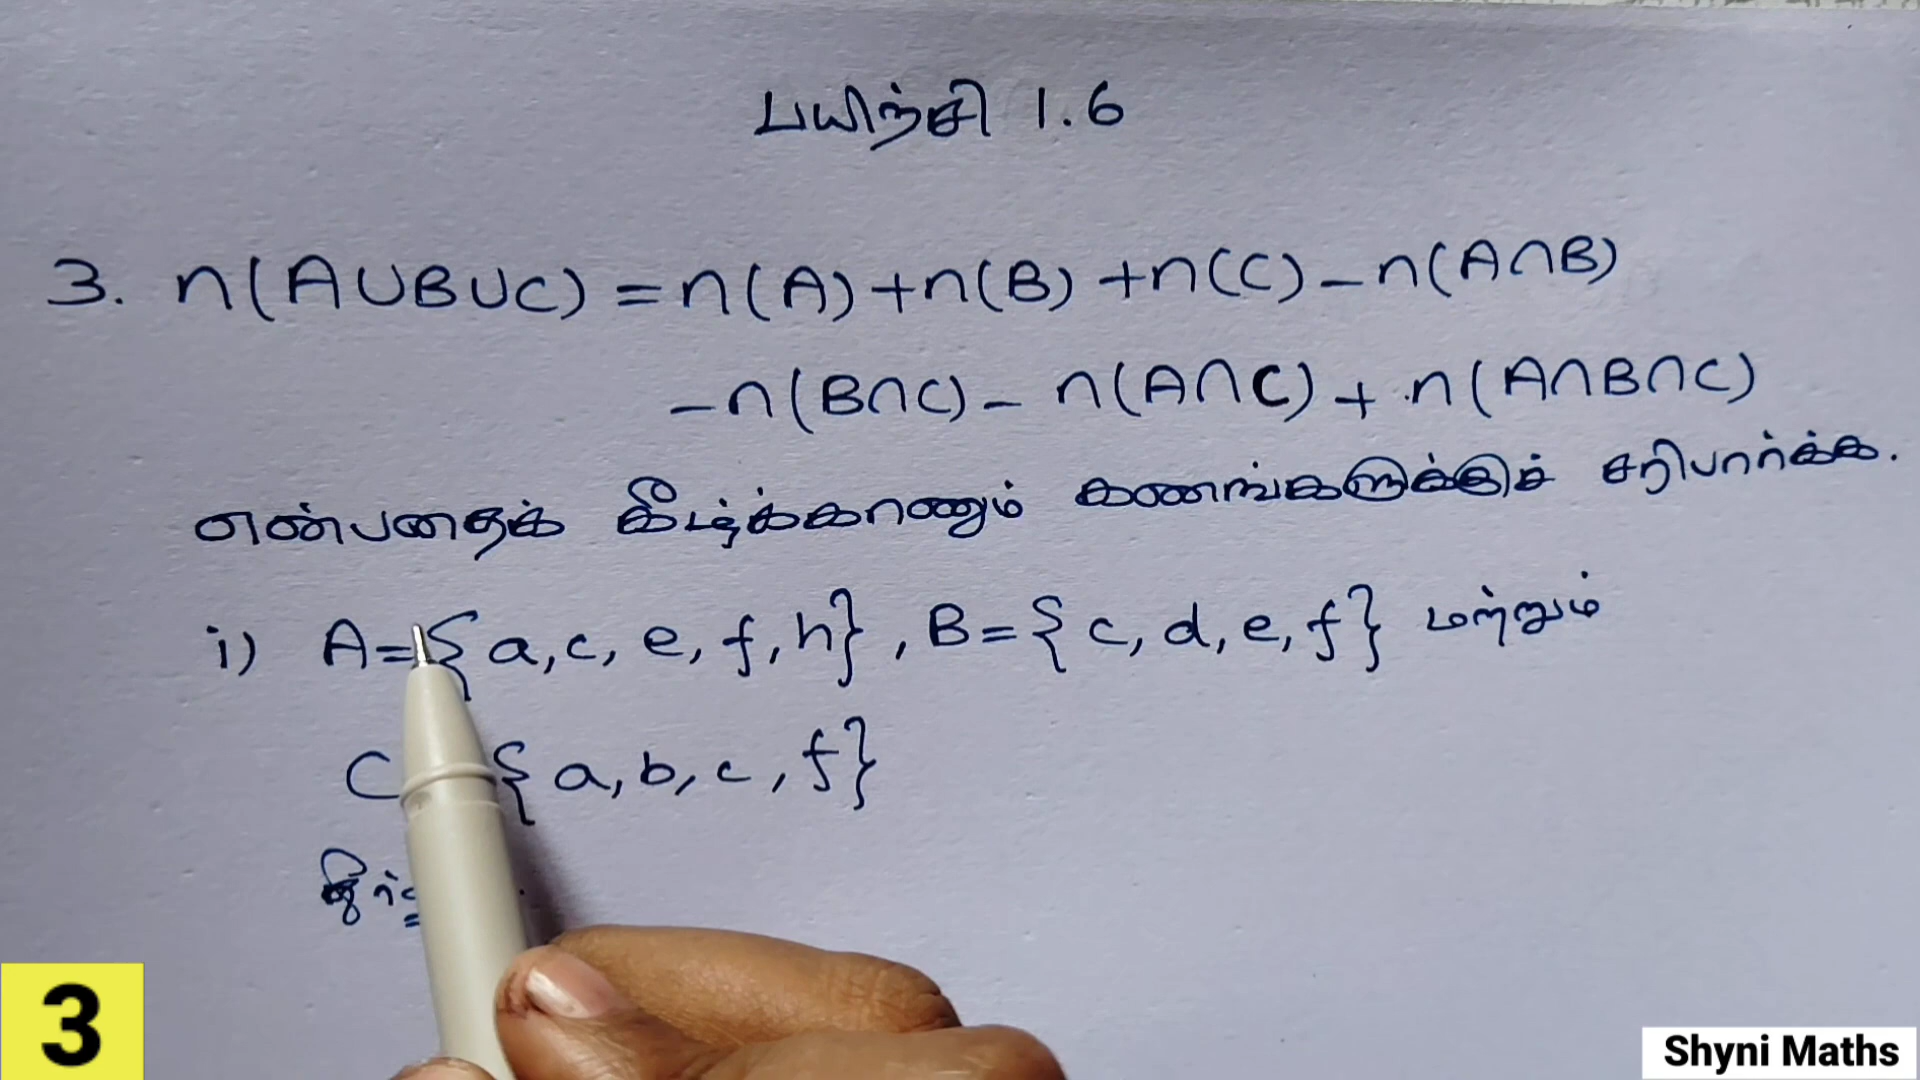 பயிற்சி 1.6
3. n(A∪B∪C) = n(A) + n(B) + n(C) - n(A∩B)
- n(B∩C) - n(A∩C) + n(A∩B∩C)
என்பதைக் கீழ்க்காணும் கணங்களுக்குச் சரிபார்க்க.
i) A = {a, c, e, f, h}, B = {c, d, e, f} மற்றும்
C {a, b, c, f}
3
Shyni Maths